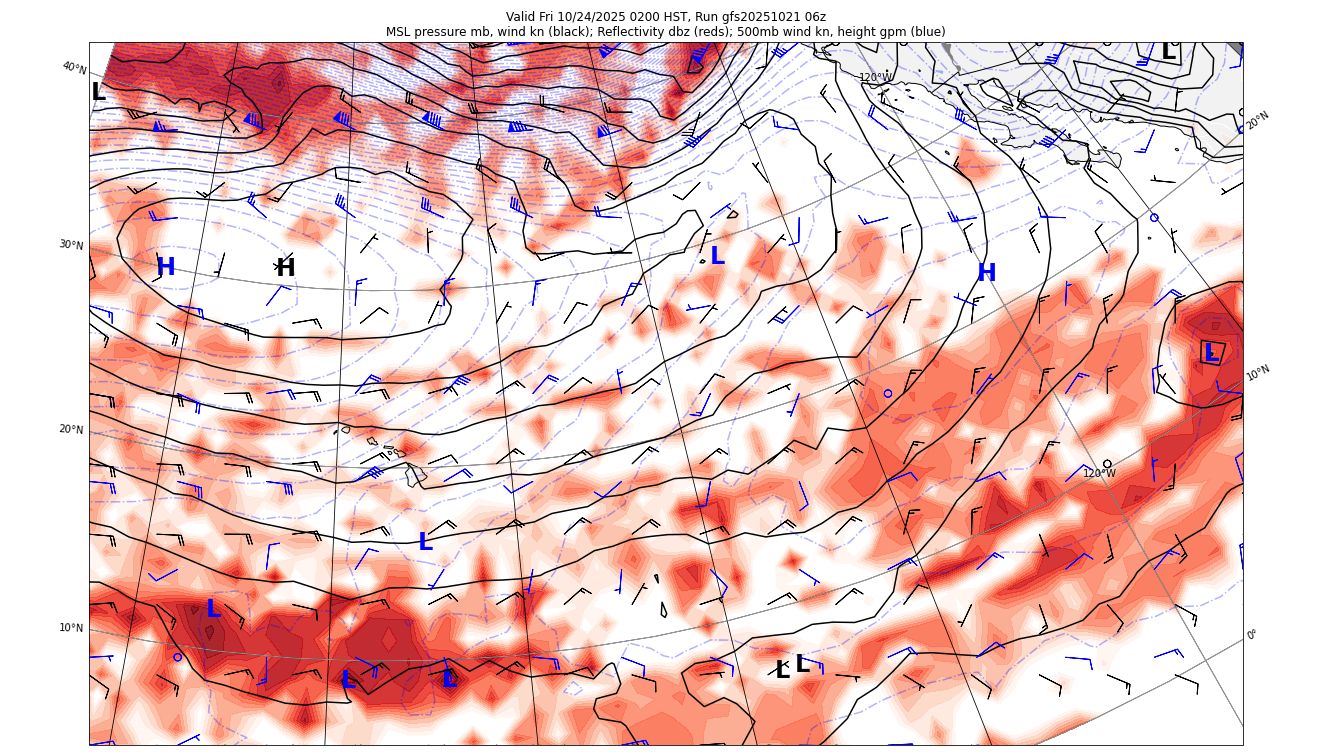 Valid Fri 10/24/2025 0200 HST, Run gfs20251021 06z
MSL pressure mb, wind kn (black); Reflectivity dbz (reds); 500mb wind kn, height gpm (blue)
L
40°N
120°W
L
20°N
30°N
H
H
L
H
L
10°N
20°N
120°W
L
L
10°N
0°
L
L
L
L